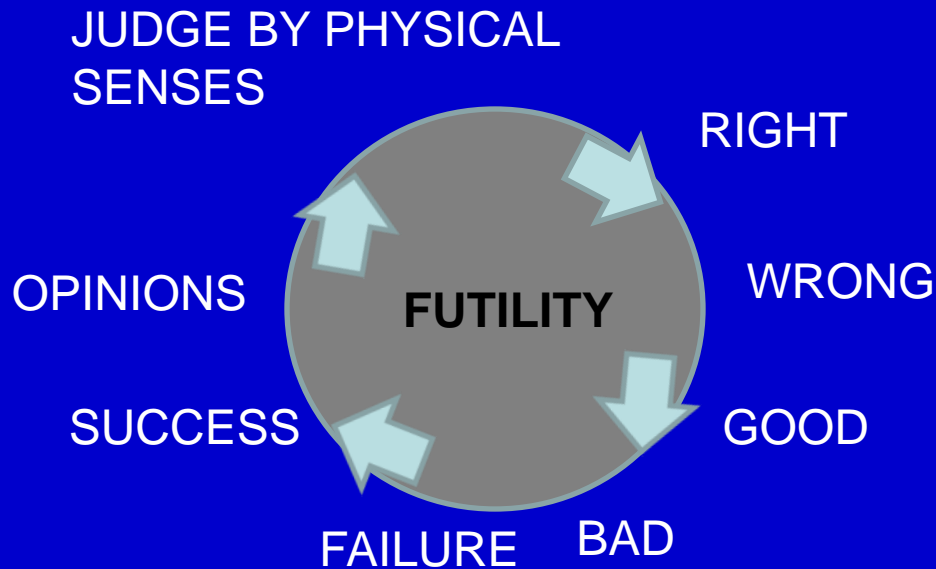 JUDGE BY PHYSICAL
SENSES
RIGHT
WRONG
GOOD
BAD
FAILURE
SUCCESS
OPINIONS
FUTILITY